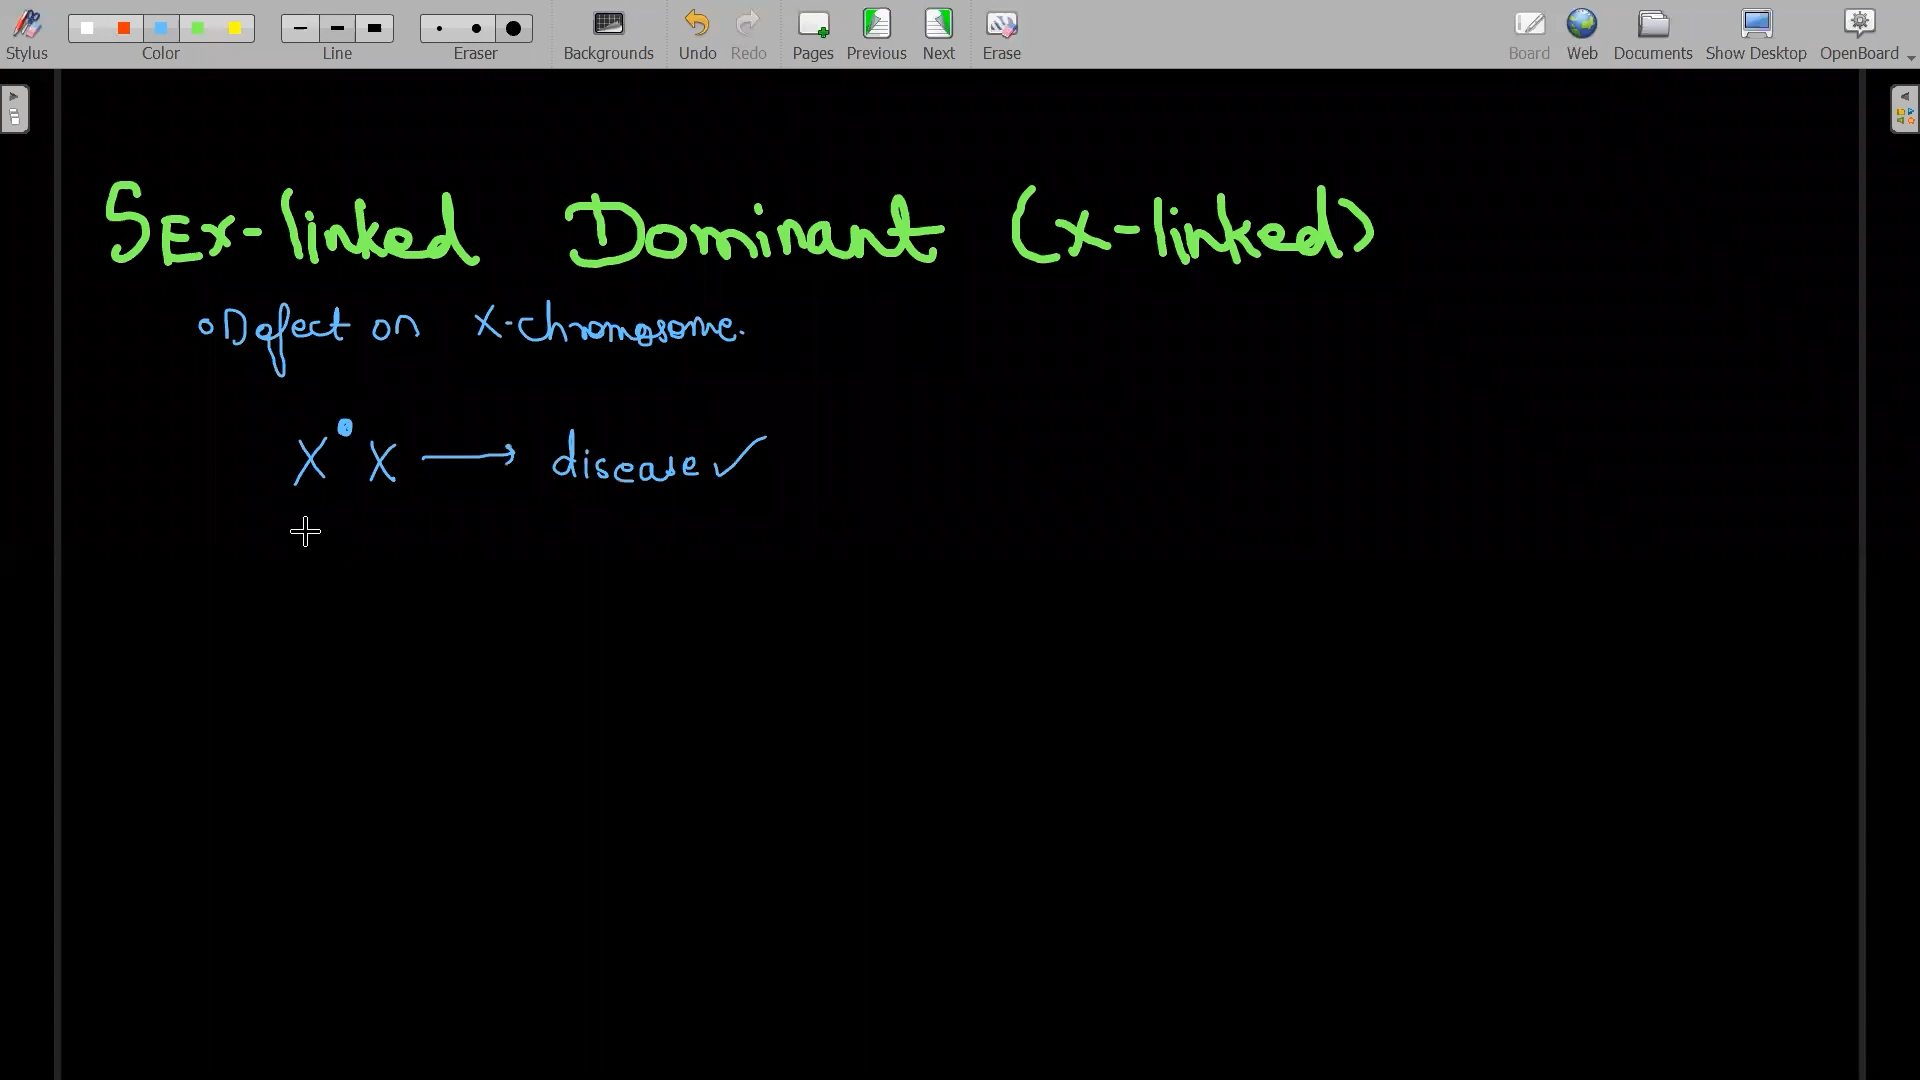 Stylus Color Line Eraser Backgrounds Undo Redo Pages Previous Next Erase Board Web Documents Show Desktop OpenBoard
SEx-linked Dominant (x-linked)
Defect on X-chromosome.
X X → disease ✓